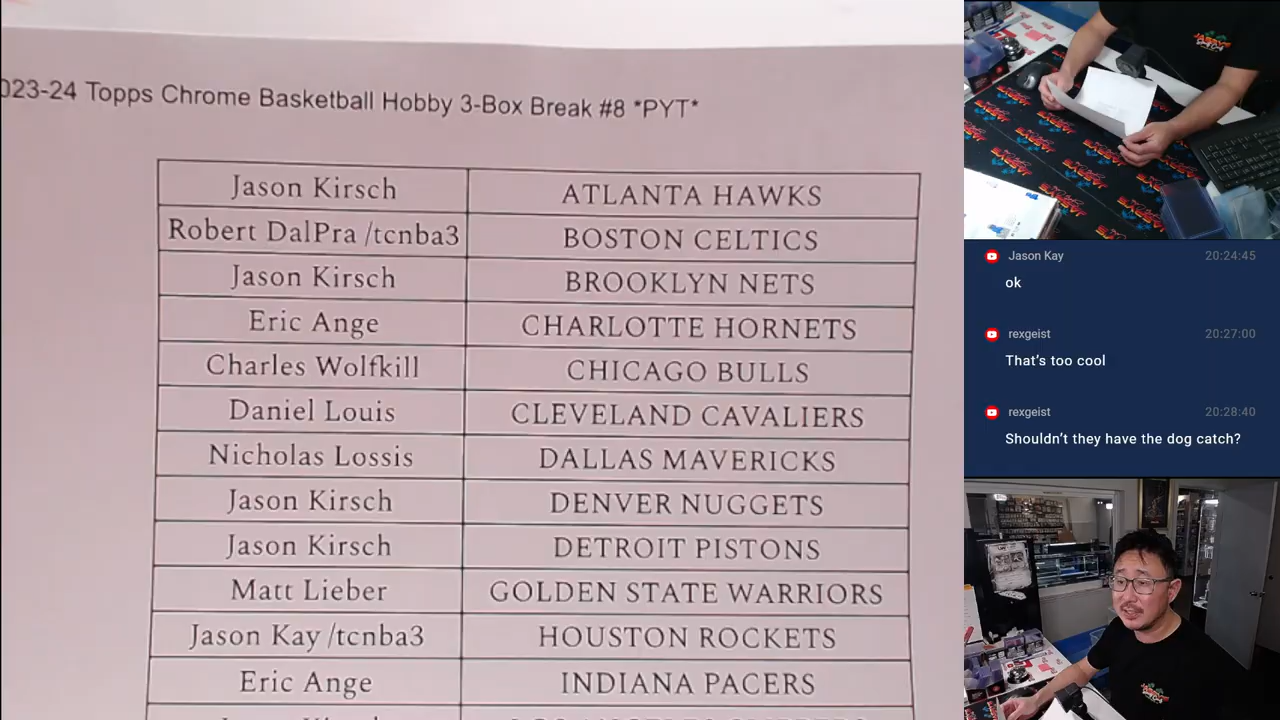 023-24 Topps Chrome Basketball Hobby 3-Box Break #8 *PYT*
Jason Kirsch ATLANTA HAWKS
Robert DalPra /tcnba3 BOSTON CELTICS
Jason Kirsch BROOKLYN NETS
Eric Ange CHARLOTTE HORNETS
Charles Wolfkill CHICAGO BULLS
Daniel Louis CLEVELAND CAVALIERS
Nicholas Lossis DALLAS MAVERICKS
Jason Kirsch DENVER NUGGETS
Jason Kirsch DETROIT PISTONS
Matt Lieber GOLDEN STATE WARRIORS
Jason Kay /tcnba3 HOUSTON ROCKETS
Eric Ange INDIANA PACERS
Jason Kay 20:24:45
ok
rexgeist 20:27:00
That's too cool
rexgeist 20:28:40
Shouldn't they have the dog catch?